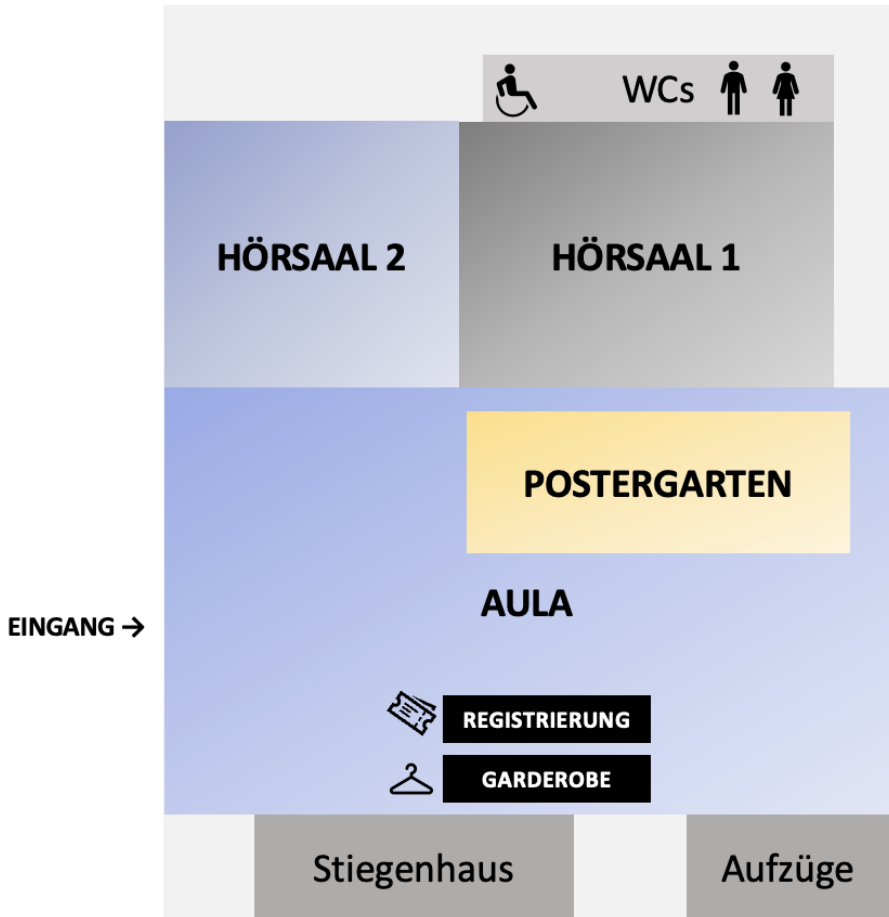 WCs
HÖRSAAL 2
HÖRSAAL 1
POSTERGARTEN
AULA
EINGANG →
REGISTRIERUNG
GARDEROBE
Stiegenhaus
Aufzüge